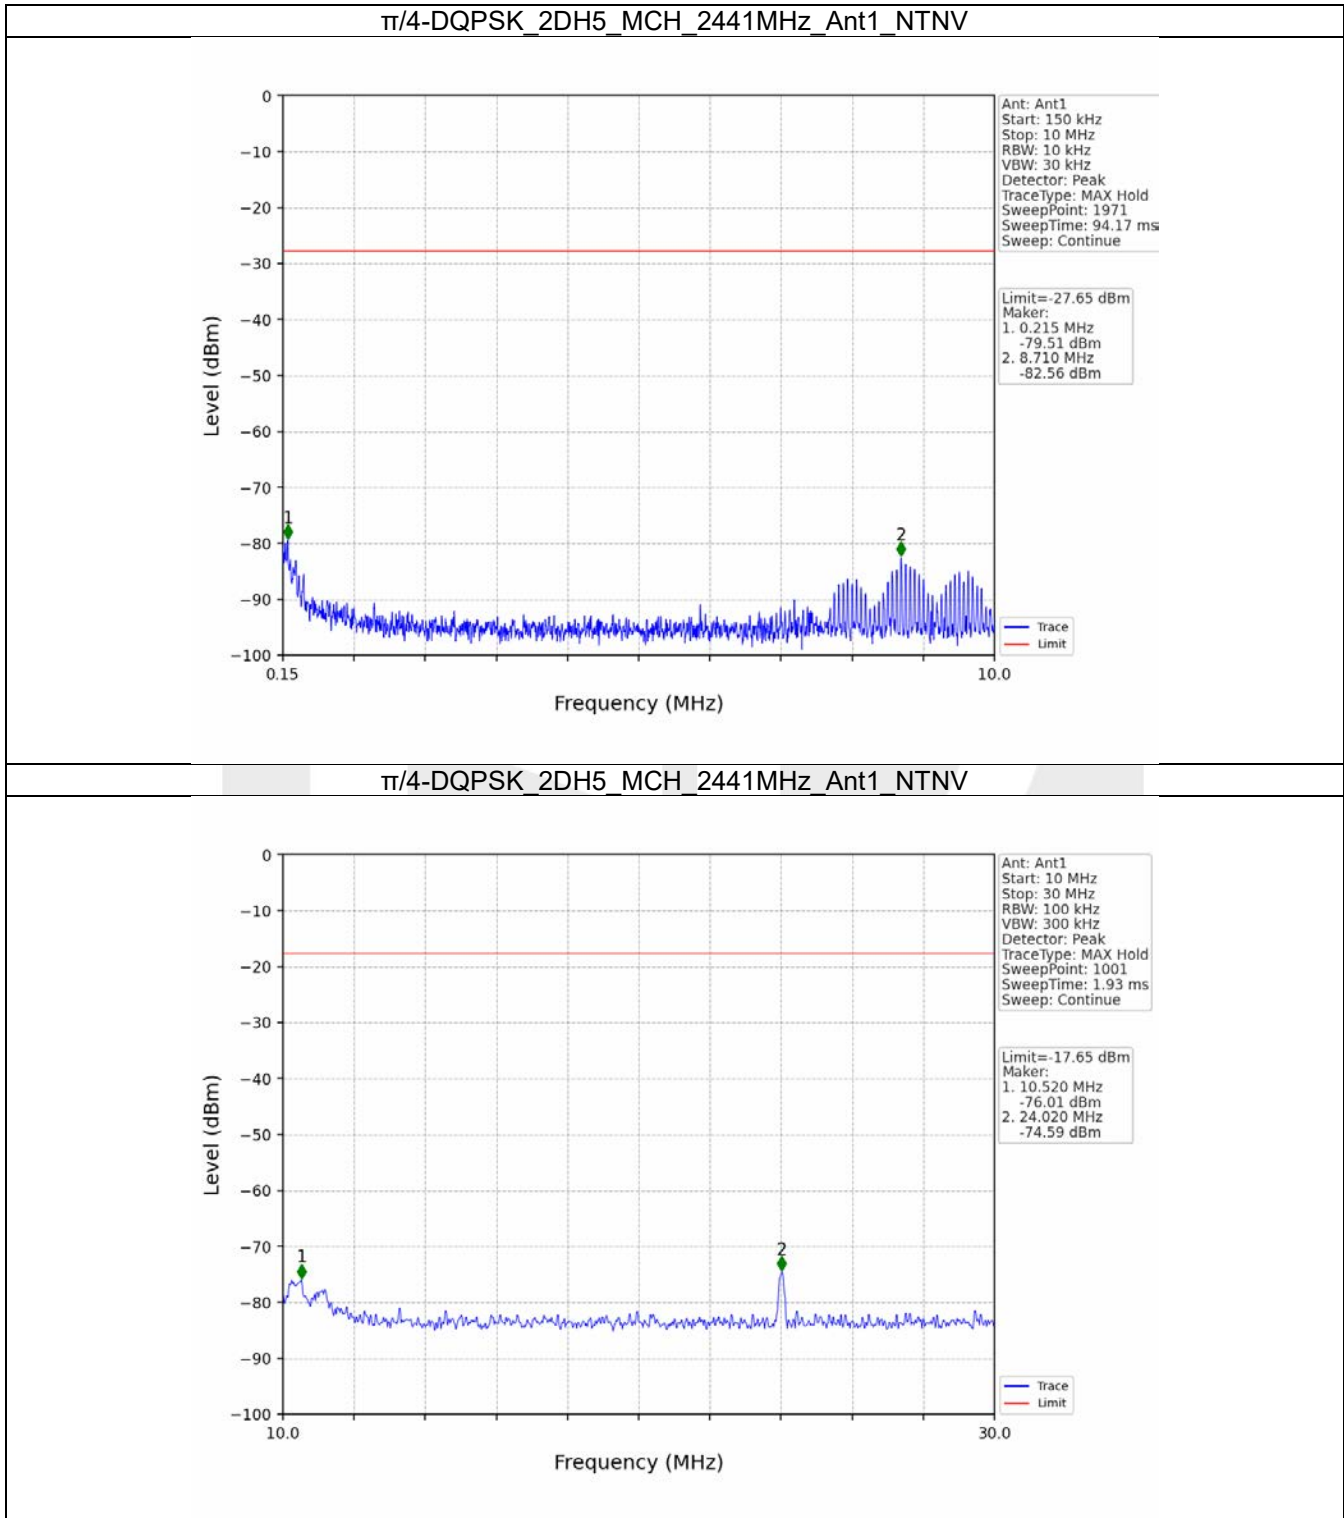 π/4-DQPSK_2DH5_MCH_2441MHz_Ant1_NTNV
0
−10
−20
−30
−40
−50
−60
−70
−80
−90
−100
Level (dBm)
1
2
0.15
10.0
Frequency (MHz)
Ant: Ant1
Start: 150 kHz
Stop: 10 MHz
RBW: 10 kHz
VBW: 30 kHz
Detector: Peak
TraceType: MAX Hold
SweepPoint: 1971
SweepTime: 94.17 ms
Sweep: Continue
Limit=-27.65 dBm
Maker:
1. 0.215 MHz
-79.51 dBm
2. 8.710 MHz
-82.56 dBm
Trace
Limit
π/4-DQPSK_2DH5_MCH_2441MHz_Ant1_NTNV
0
−10
−20
−30
−40
−50
−60
−70
−80
−90
−100
Level (dBm)
1
2
10.0
30.0
Frequency (MHz)
Ant: Ant1
Start: 10 MHz
Stop: 30 MHz
RBW: 100 kHz
VBW: 300 kHz
Detector: Peak
TraceType: MAX Hold
SweepPoint: 1001
SweepTime: 1.93 ms
Sweep: Continue
Limit=-17.65 dBm
Maker:
1. 10.520 MHz
-76.01 dBm
2. 24.020 MHz
-74.59 dBm
Trace
Limit